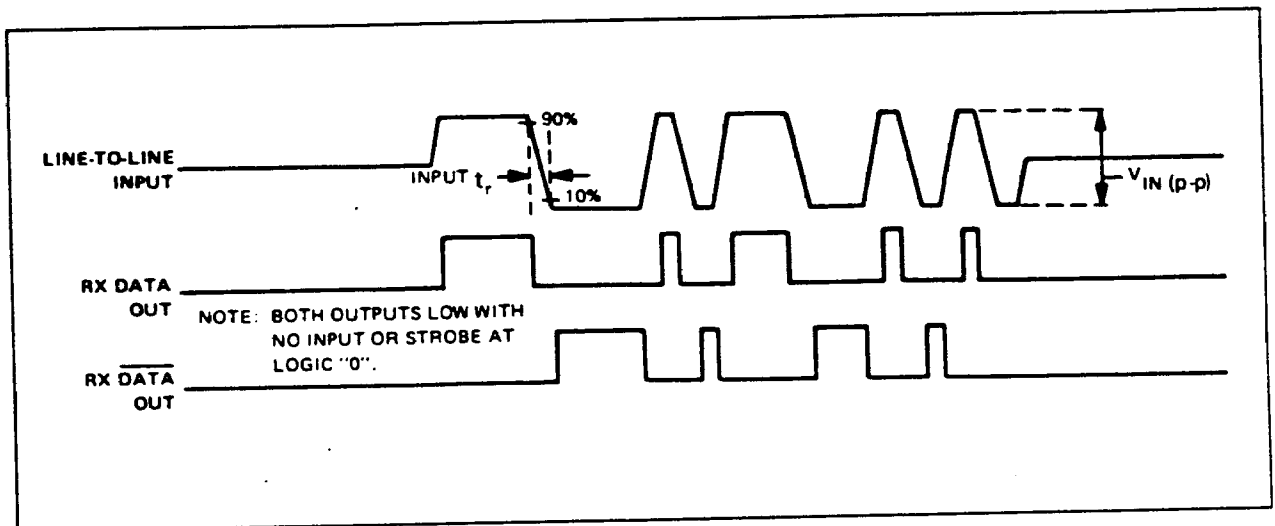 LINE-TO-LINE
INPUT
90%
INPUT tr
10%
VIN (p-p)
RX DATA
OUT
NOTE: BOTH OUTPUTS LOW WITH
NO INPUT OR STROBE AT
LOGIC "0".
RX DATA
OUT